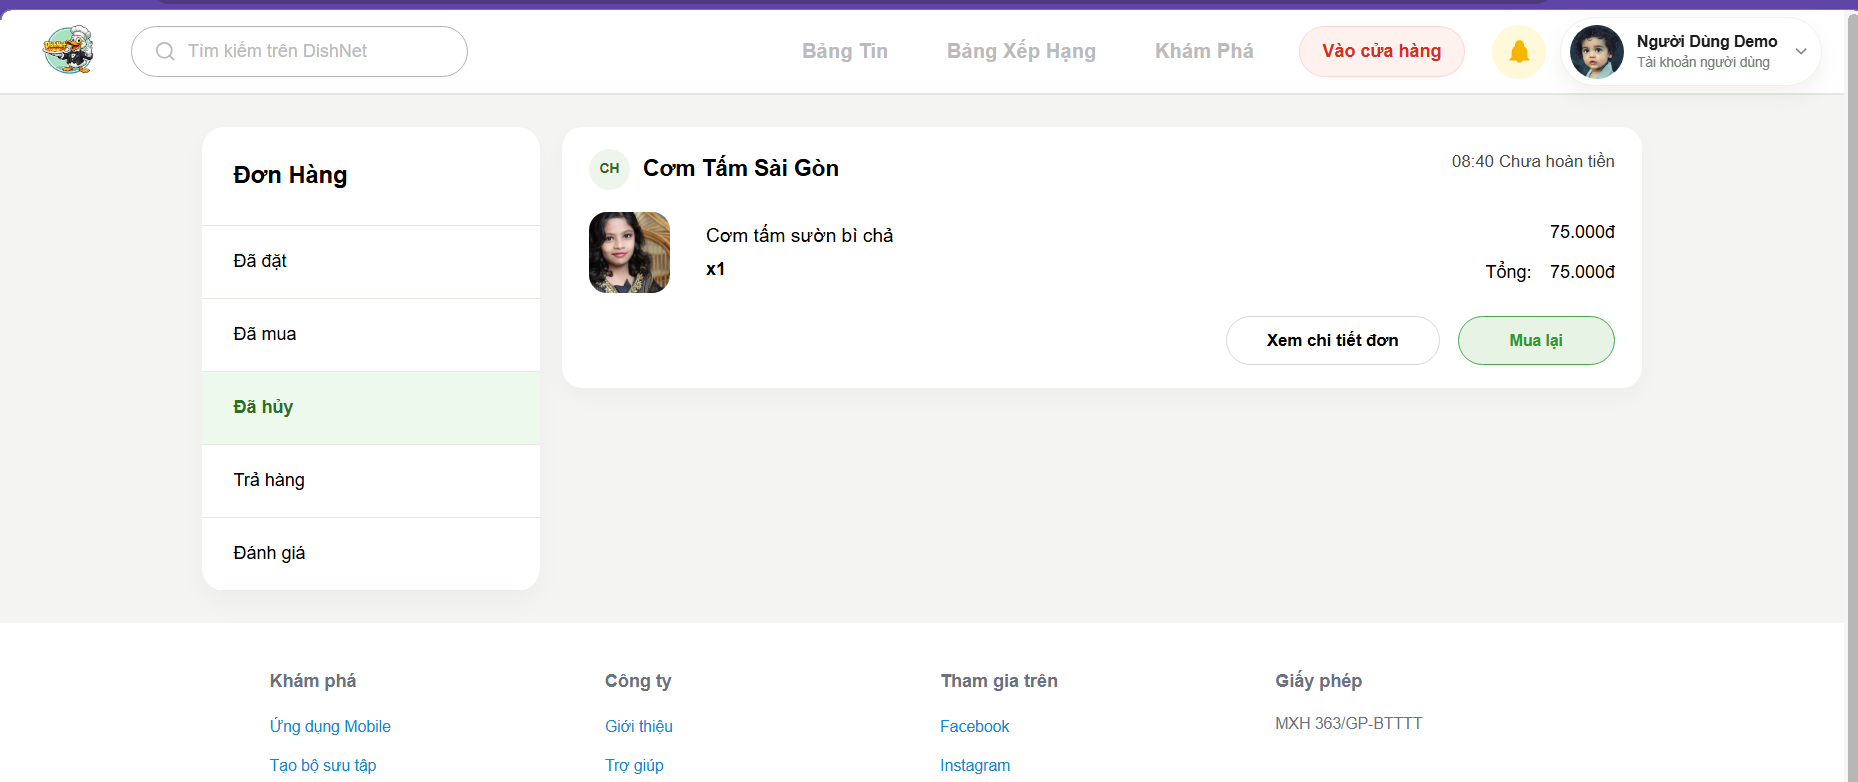 DishNet
Tìm kiếm trên DishNet
Bảng Tin
Bảng Xếp Hạng
Khám Phá
Vào cửa hàng
Người Dùng Demo
Tài khoản người dùng
Đơn Hàng
Đã đặt
Đã mua
Đã hủy
Trả hàng
Đánh giá
CH
Cơm Tấm Sài Gòn
08:40 Chưa hoàn tiền
Cơm tấm sườn bì chả
x1
75.000đ
Tổng: 75.000đ
Xem chi tiết đơn
Mua lại
Khám phá
Ứng dụng Mobile
Tạo bộ sưu tập
Công ty
Giới thiệu
Trợ giúp
Tham gia trên
Facebook
Instagram
Giấy phép
MXH 363/GP-BTTTT